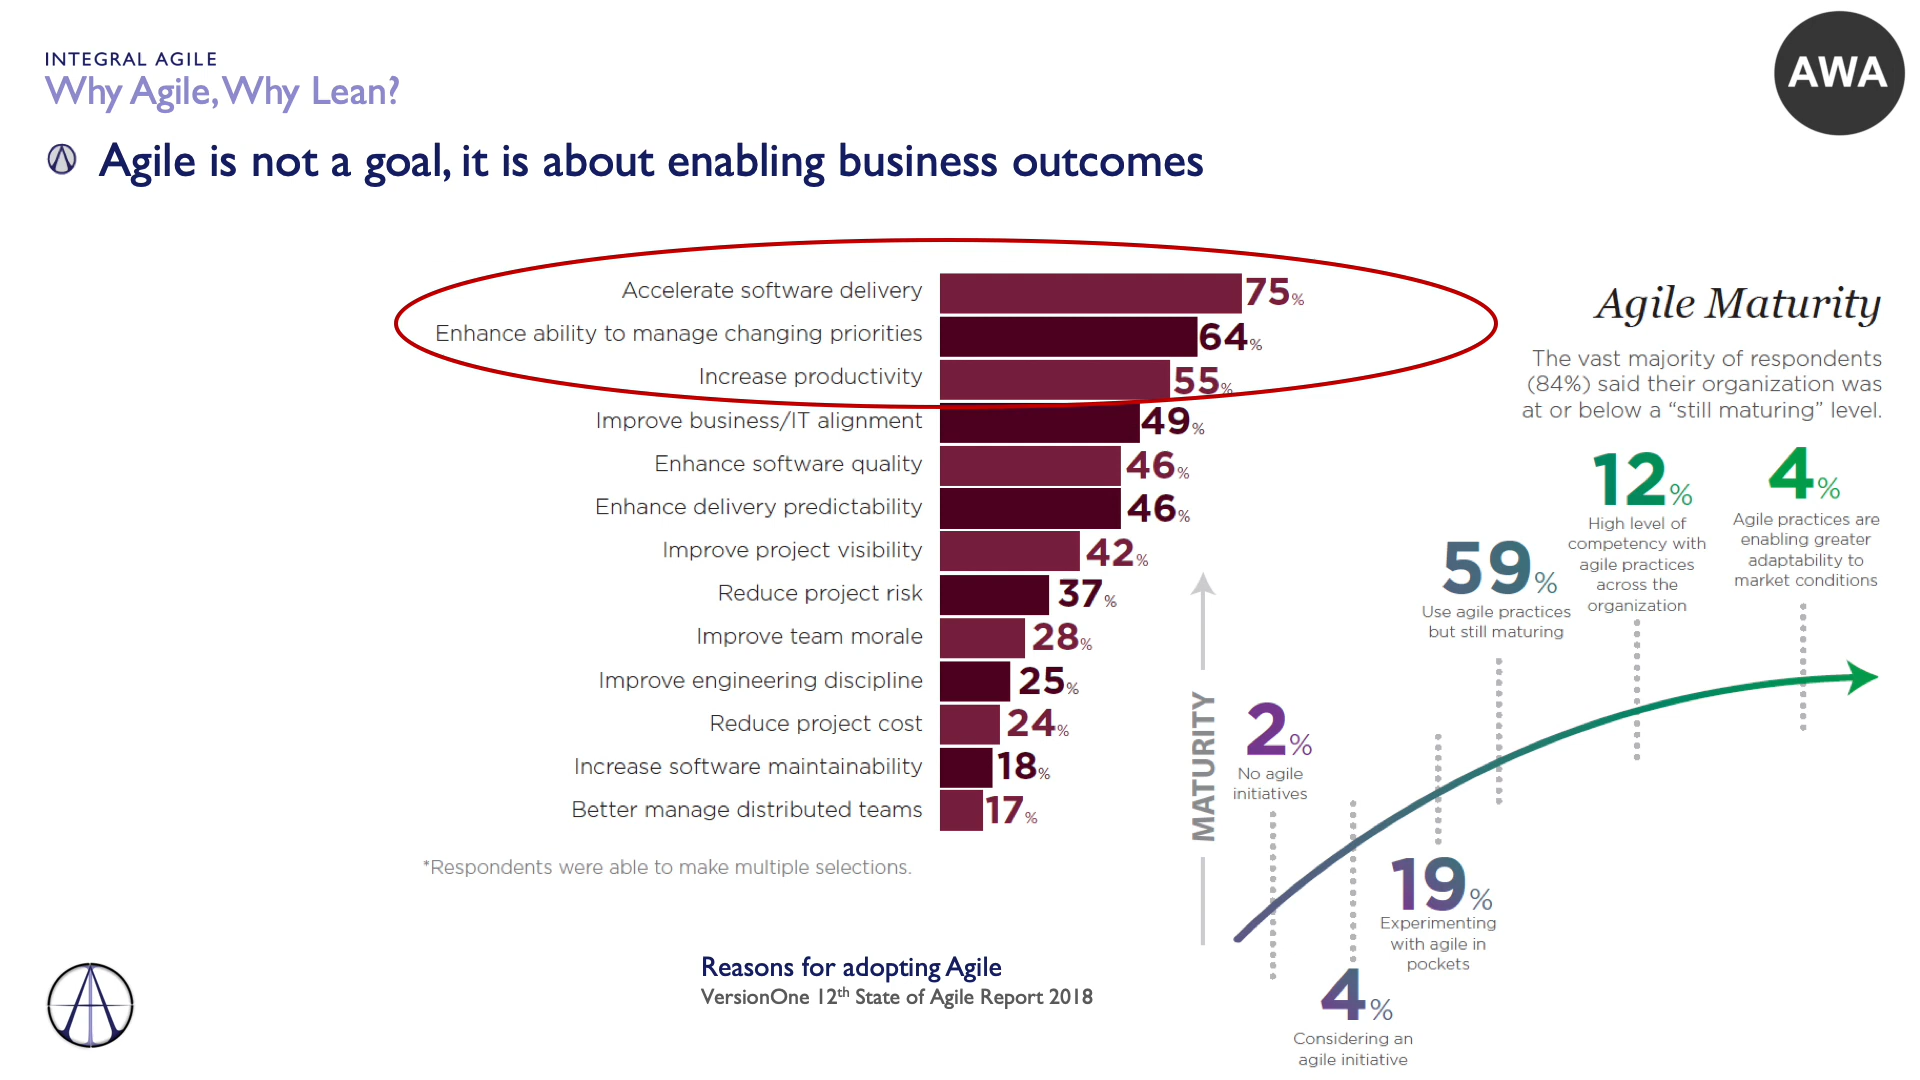 INTEGRAL AGILE
Why Agile, Why Lean?
AWA
Agile is not a goal, it is about enabling business outcomes
Accelerate software delivery 75%
Enhance ability to manage changing priorities 64%
Increase productivity 55%
Improve business/IT alignment 49%
Enhance software quality 46%
Enhance delivery predictability 46%
Improve project visibility 42%
Reduce project risk 37%
Improve team morale 28%
Improve engineering discipline 25%
Reduce project cost 24%
Increase software maintainability 18%
Better manage distributed teams 17%
*Respondents were able to make multiple selections.
Reasons for adopting Agile
VersionOne 12th State of Agile Report 2018
Agile Maturity
The vast majority of respondents
(84%) said their organization was
at or below a “still maturing” level.
MATURITY
2%
No agile
initiatives
4%
Considering an
agile initiative
19%
Experimenting
with agile in
pockets
59%
Use agile practices
but still maturing
12%
High level of
competency with
agile practices
across the
organization
4%
Agile practices are
enabling greater
adaptability to
market conditions